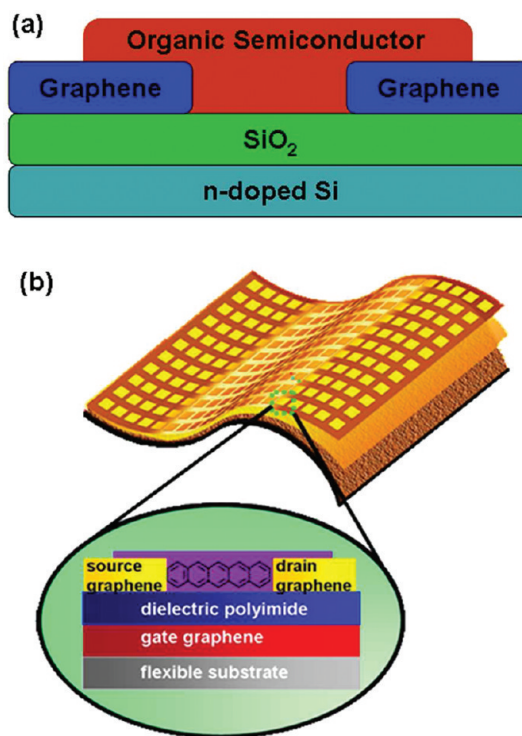 (a)
Organic Semiconductor
Graphene Graphene
SiO₂
n-doped Si
(b)
source drain
graphene graphene
dielectric polyimide
gate graphene
flexible substrate